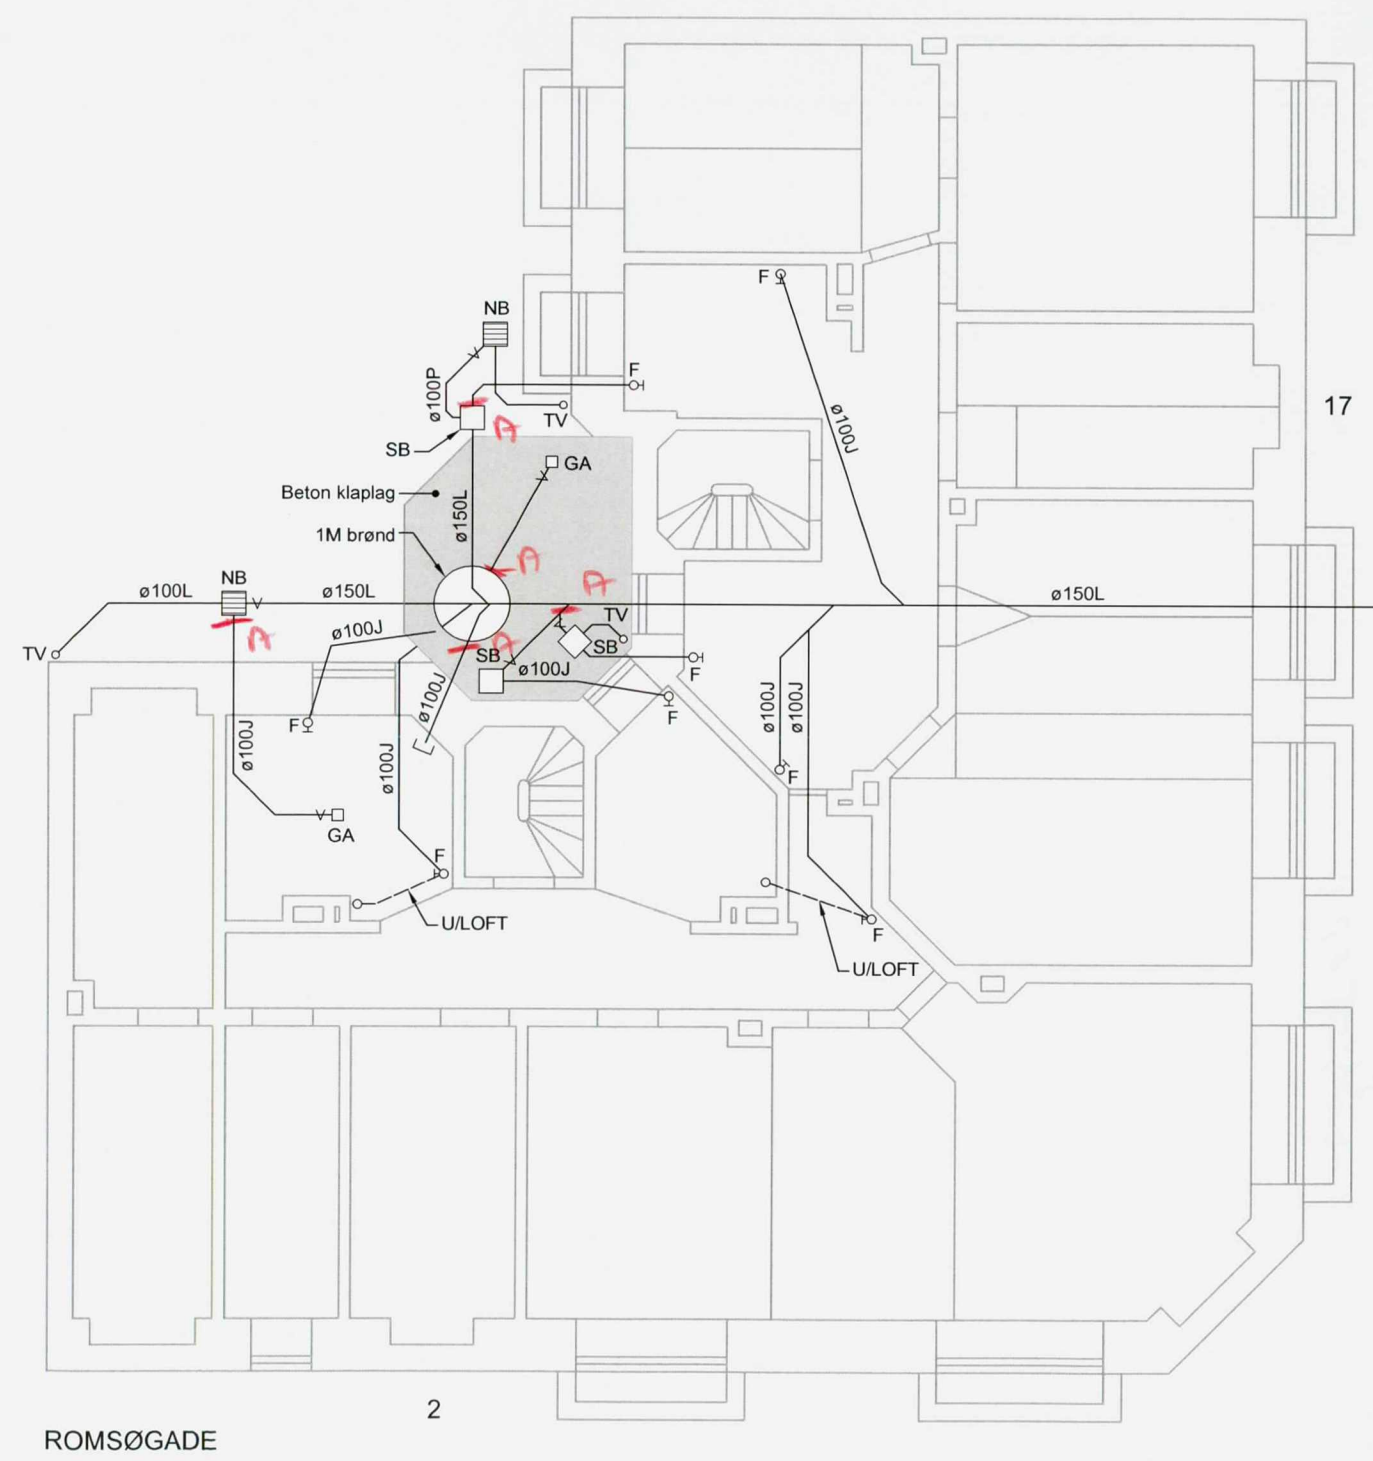 F
NB
F
ø100P
TV
A
SB
17
ø100J
GA
Beton klaplag
ø150L
1M brønd
A
A
NB
ø100L
ø150L
ø150L
TV
ø100J
A
A
SB
SB
TV
ø100J
F
F
F
ø100J
ø100J
ø100J
ø100J
ø100J
F
GA
F
U/LOFT
F
U/LOFT
2
ROMSØGADE